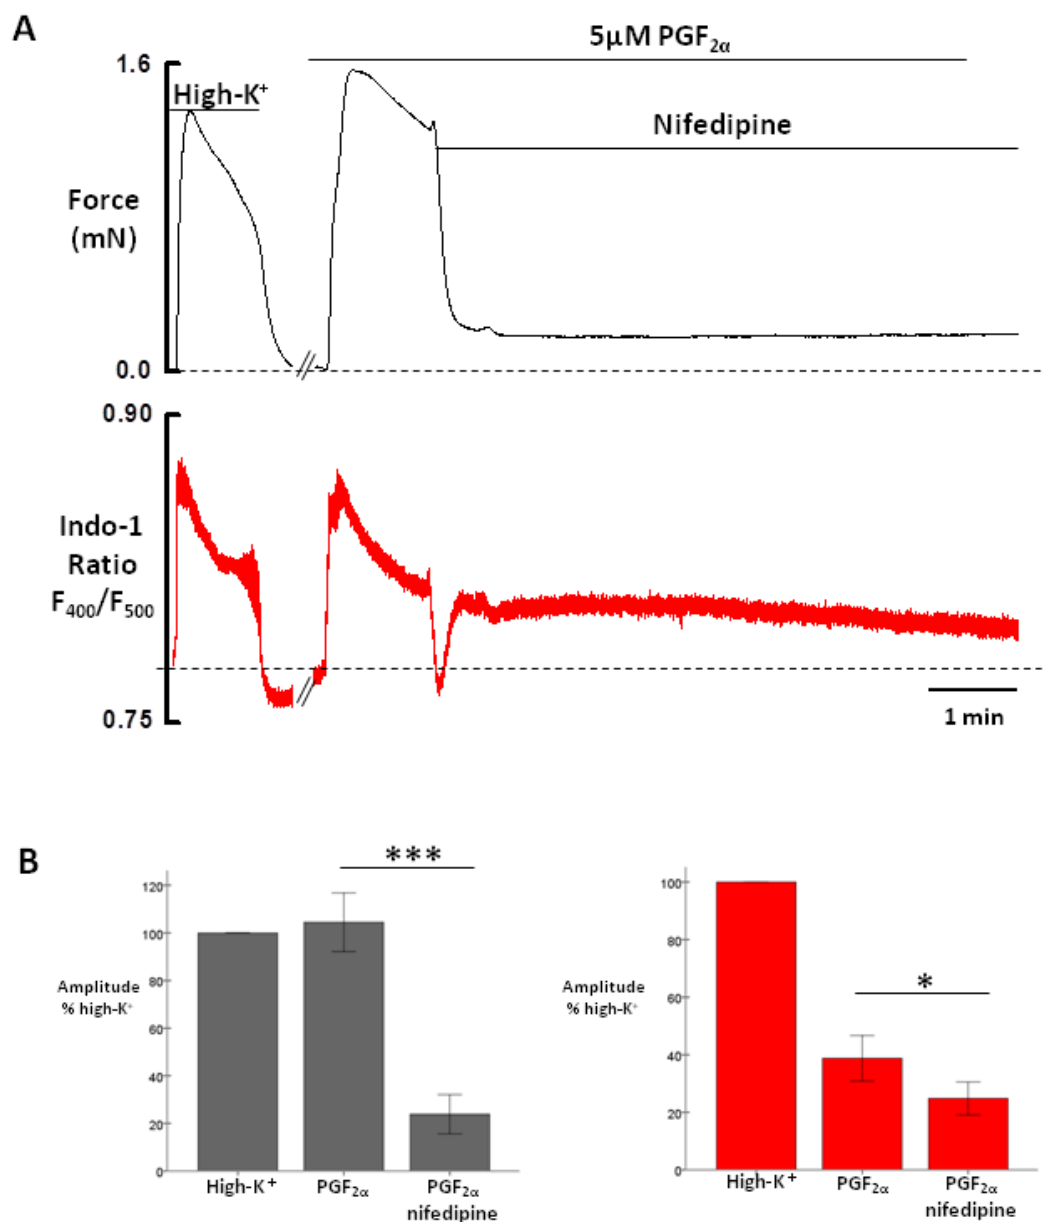 A
5μM PGF2α
1.6
High-K+
Nifedipine
Force
(mN)
0.0
0.90
Indo-1
Ratio
F400/F500
0.75
1 min
B
***
120
100
80
60
40
20
0
Amplitude
% high-K+
High-K+
PGF2α
PGF2α
nifedipine
*
100
80
60
40
20
0
Amplitude
% high-K+
High-K+
PGF2α
PGF2α
nifedipine